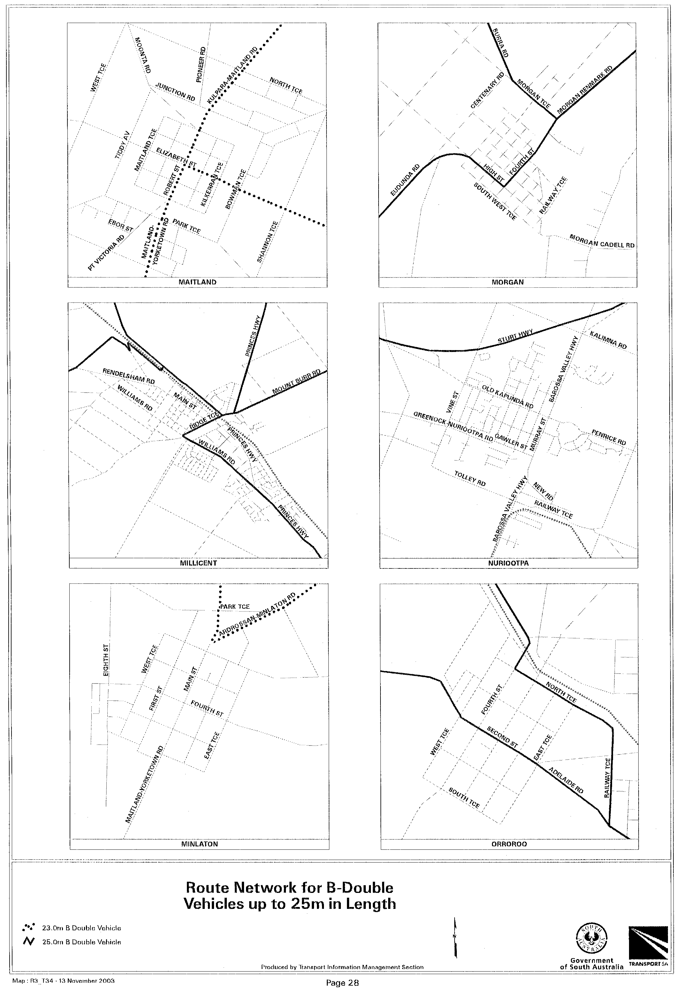 MOONTA RD
PIONEER RD
KULPARA-MAITLAND RD
WEST TCE
NORTH TCE
JUNCTION RD
TIDDY AV
MAITLAND TCE
ELIZABETH ST
ROBERT ST
KILKERRAN TCE
BOWMAN TCE
EBOR ST
PARK TCE
MAITLAND-
YORKETOWN RD
SHANNON TCE
PT VICTORIA RD
MAITLAND
BURRA RD
CENTENARY RD
MORGAN TCE
MORGAN RENMARK RD
EUDUNDA RD
HIGH ST
FOURTH ST
SOUTH WEST TCE
RAILWAY TCE
MORGAN CADELL RD
MORGAN
PRINCES HWY
RENDELSHAM RD
MOUNT BURR RD
WILLIAMS RD
MAIN ST
RIDGE TCE
PRINCES HWY
WILLIAMS RD
PRINCES HWY
MILLICENT
STURT HWY
KALIMNA RD
BAROSSA VALLEY HWY
OLD KAPUNDA RD
VINE ST
GREENOCK-NURIOOTPA RD
GAWLER ST
MURRAY ST
PENRICE RD
TOLLEY RD
BAROSSA VALLEY HWY
NEW RD
RAILWAY TCE
NURIOOTPA
PARK TCE
ARDROSSAN-MINLATON RD
EIGHTH ST
WEST TCE
MAIN ST
FIRST ST
FOURTH ST
EAST TCE
MAITLAND-YORKETOWN RD
MINLATON
NORTH TCE
FOURTH ST
SECOND ST
WEST TCE
EAST TCE
ADELAIDE RD
RAILWAY TCE
SOUTH TCE
ORROROO
Route Network for B-Double
Vehicles up to 25m in Length
23.0m B Double Vehicle
25.0m B Double Vehicle
N
SOUTH
AUSTRALIA
Government
of South Australia
TRANSPORT SA
Produced by Transport Information Management Section
Map : R3_T34 - 13 November 2003
Page 28